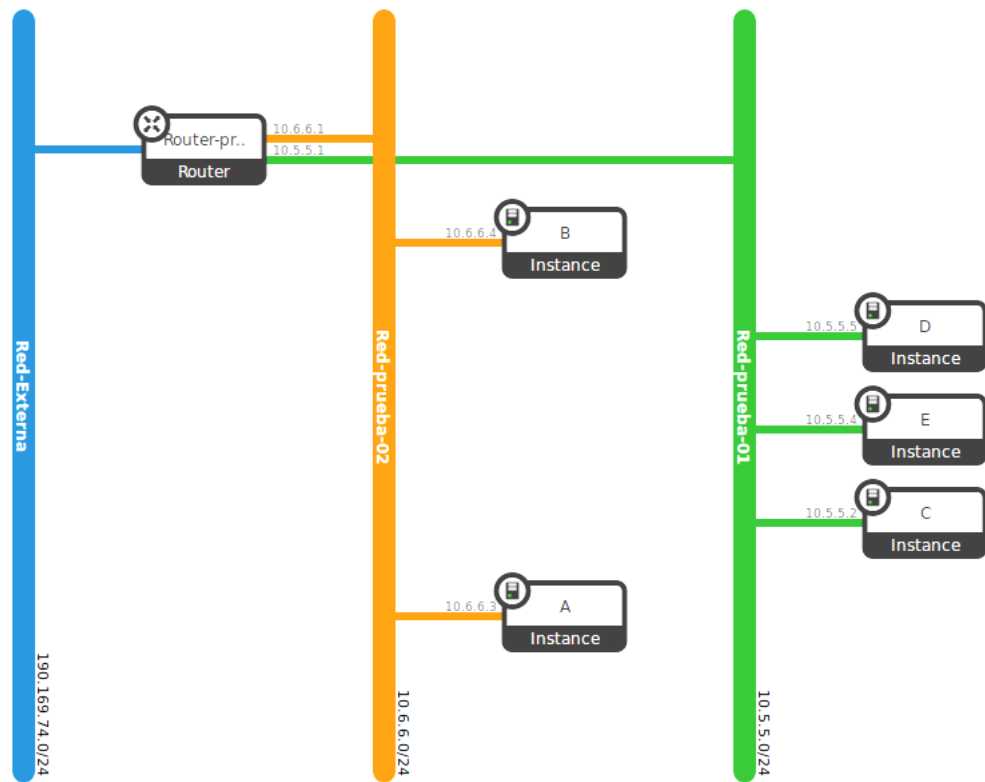 Router-pr..
Router
10.6.6.1
10.5.5.1
10.6.6.4
B
Instance
10.5.5.5
D
Instance
10.5.5.4
E
Instance
10.5.5.2
C
Instance
10.6.6.3
A
Instance
Red-Externa
190.169.74.0/24
Red-prueba-02
10.6.6.0/24
Red-prueba-01
10.5.5.0/24